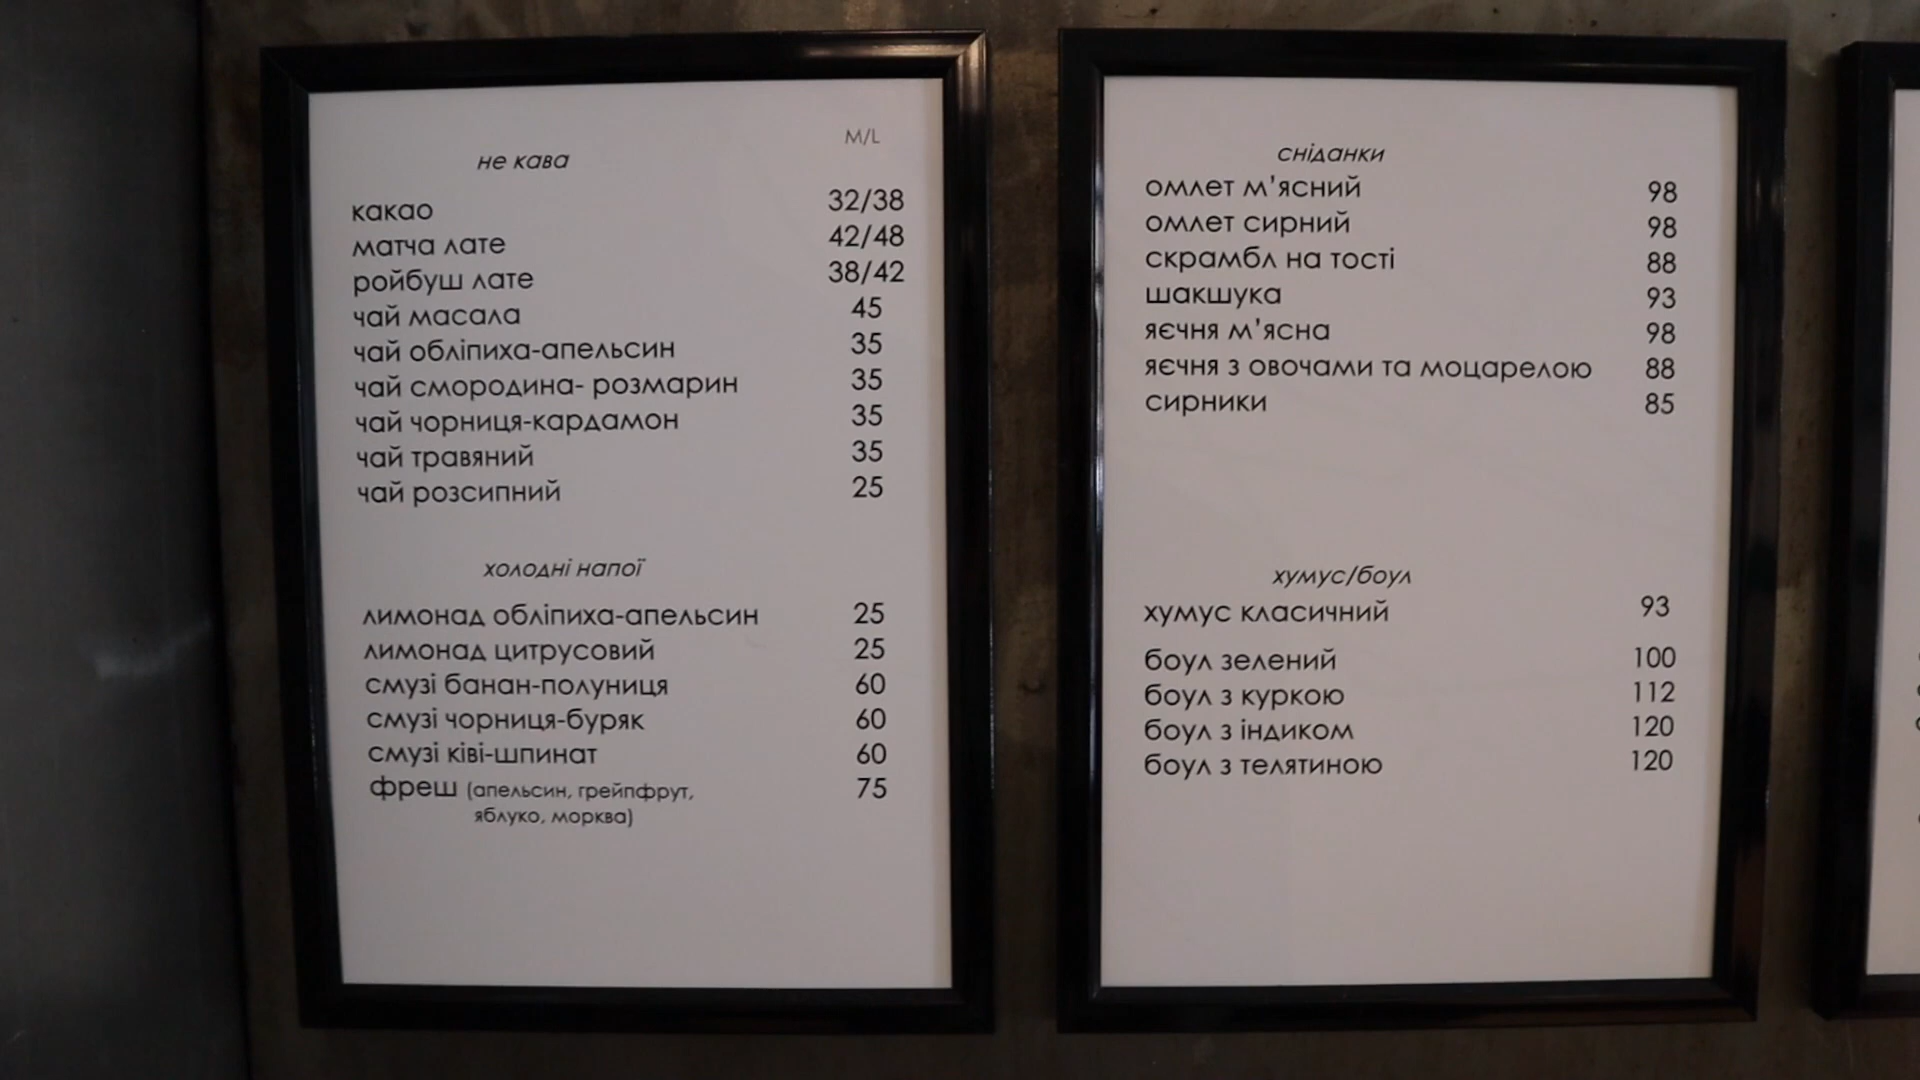 M/L
не кава
какао 32/38
матча лате 42/48
ройбуш лате 38/42
чай масала 45
чай обліпиха-апельсин 35
чай смородина- розмарин 35
чай чорниця-кардамон 35
чай травяний 35
чай розсипний 25
холодні напої
лимонад обліпиха-апельсин 25
лимонад цитрусовий 25
смузі банан-полуниця 60
смузі чорниця-буряк 60
смузі ківі-шпинат 60
фреш (апельсин, грейпфрут, 75
яблуко, морква)
сніданки
омлет м’ясний 98
омлет сирний 98
скрамбл на тості 88
шакшука 93
яєчня м’ясна 98
яєчня з овочами та моцарелою 88
сирники 85
хумус/боул
хумус класичний 93
боул зелений 100
боул з куркою 112
боул з індиком 120
боул з телятиною 120